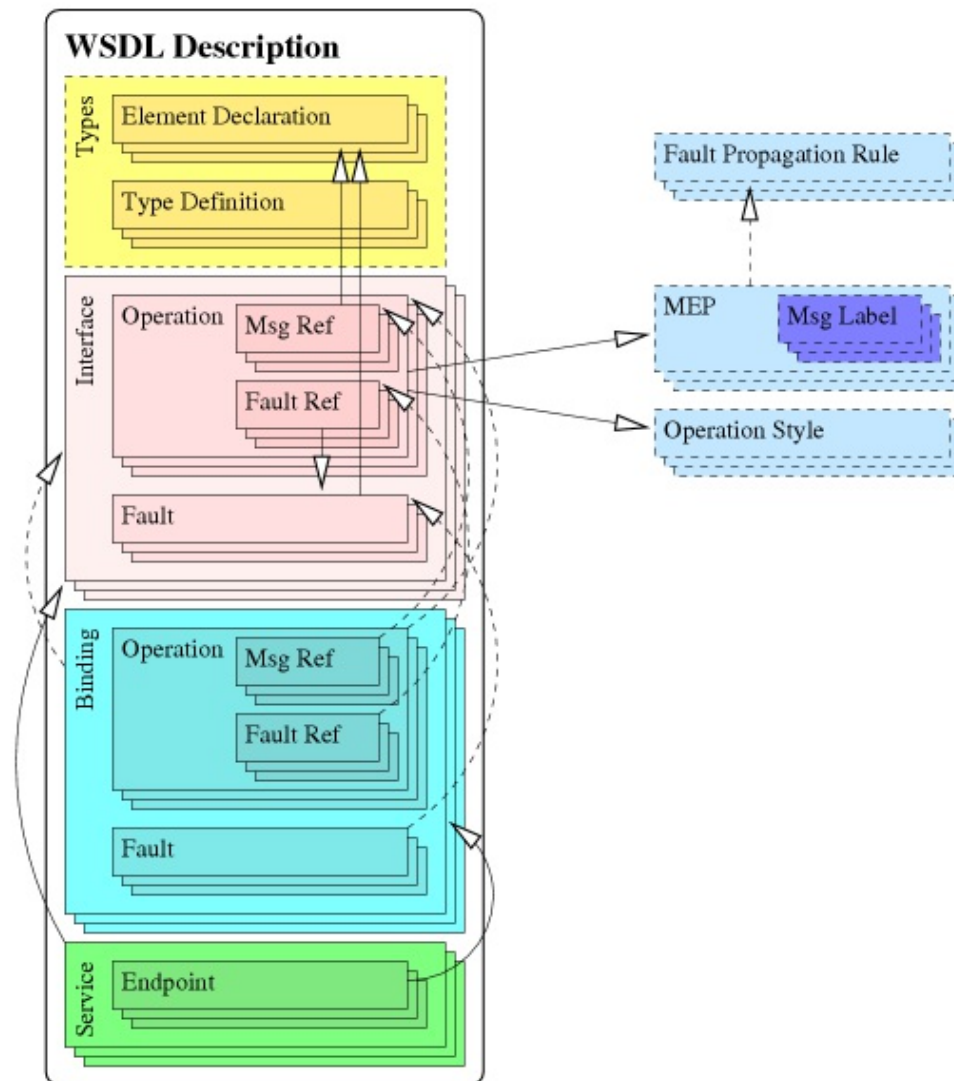 WSDL Description
Types
Element Declaration
Type Definition
Interface
Operation
Msg Ref
Fault Ref
Fault
Binding
Operation
Msg Ref
Fault Ref
Fault
Service
Endpoint
Fault Propagation Rule
MEP
Msg Label
Operation Style